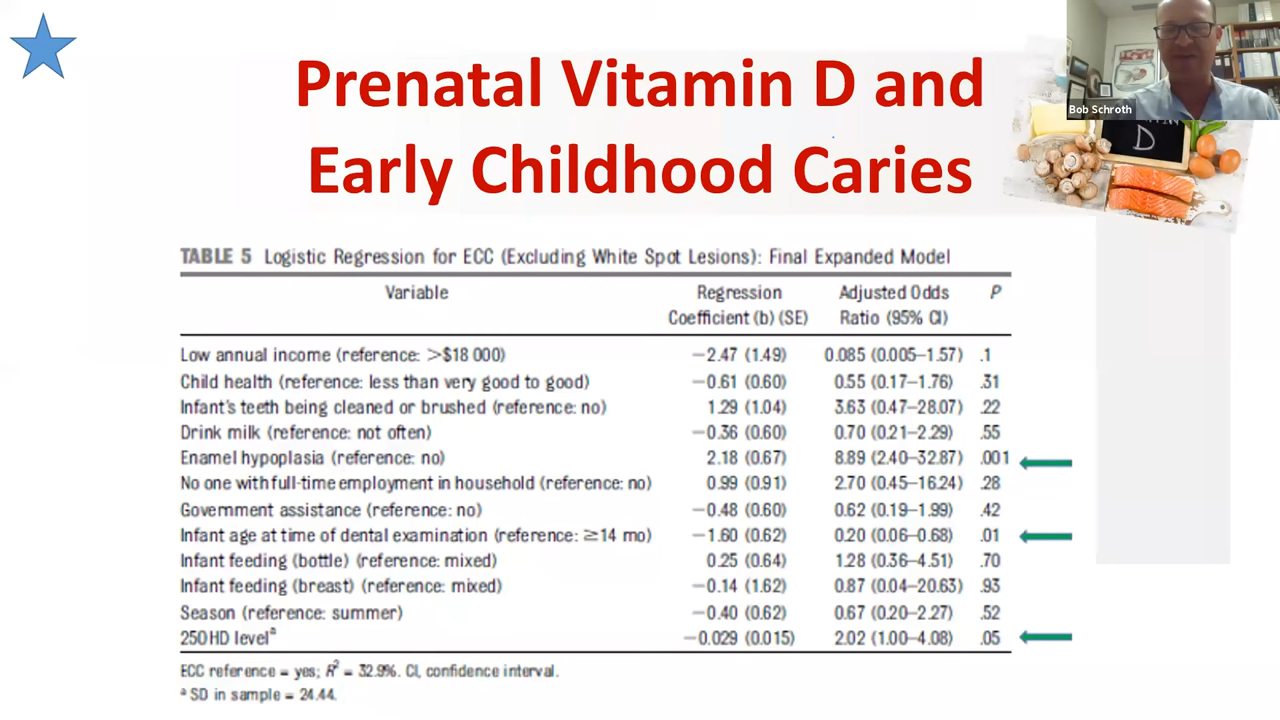 Prenatal Vitamin D and
Early Childhood Caries
Bob Schroth
D
TABLE 5 Logistic Regression for ECC (Excluding White Spot Lesions): Final Expanded Model
Variable Regression Coefficient (b) (SE) Adjusted Odds Ratio (95% CI) P
Low annual income (reference: >$18 000) −2.47 (1.49) 0.085 (0.005–1.57) .1
Child health (reference: less than very good to good) −0.61 (0.60) 0.55 (0.17–1.76) .31
Infant's teeth being cleaned or brushed (reference: no) 1.29 (1.04) 3.63 (0.47–28.07) .22
Drink milk (reference: not often) −0.36 (0.60) 0.70 (0.21–2.29) .55
Enamel hypoplasia (reference: no) 2.18 (0.67) 8.89 (2.40–32.87) .001
No one with full-time employment in household (reference: no) 0.99 (0.91) 2.70 (0.45–16.24) .28
Government assistance (reference: no) −0.48 (0.60) 0.62 (0.19–1.99) .42
Infant age at time of dental examination (reference: ≥14 mo) −1.60 (0.62) 0.20 (0.06–0.68) .01
Infant feeding (bottle) (reference: mixed) 0.25 (0.64) 1.28 (0.36–4.51) .70
Infant feeding (breast) (reference: mixed) −0.14 (1.62) 0.87 (0.04–20.63) .93
Season (reference: summer) −0.40 (0.62) 0.67 (0.20–2.27) .52
25OHD level^a −0.029 (0.015) 2.02 (1.00–4.08) .05
ECC reference = yes; R² = 32.9%. CI, confidence interval.
^a SD in sample = 24.44.